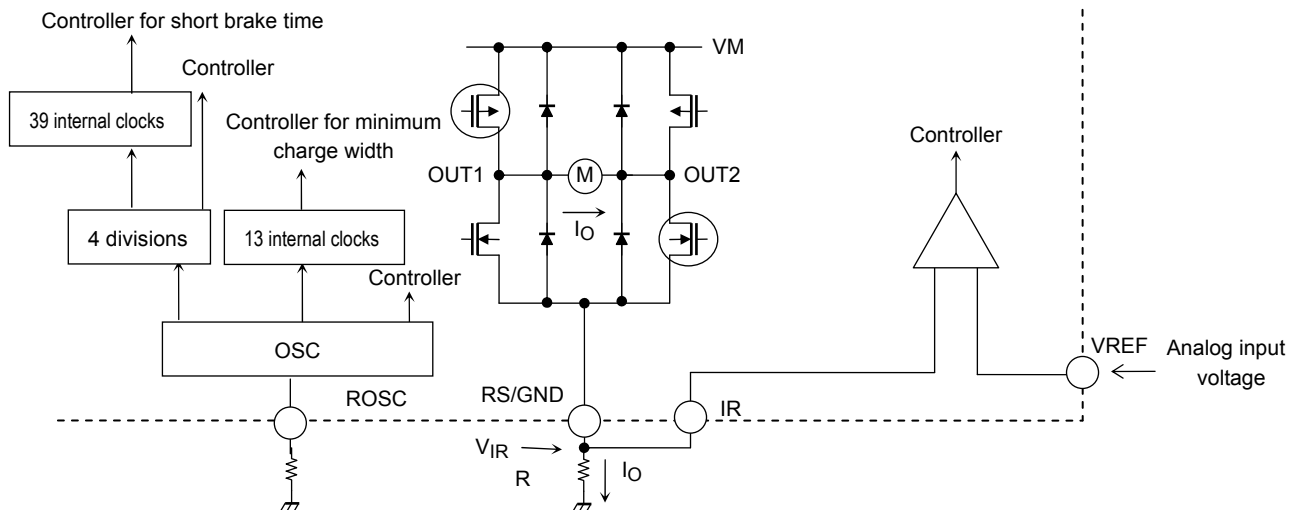 Controller for short brake time
Controller
39 internal clocks
Controller for minimum
charge width
4 divisions
13 internal clocks
Controller
OSC
ROSC
VM
OUT1
M
OUT2
IO
RS/GND
IR
VIR
R
IO
Controller
VREF
Analog input
voltage